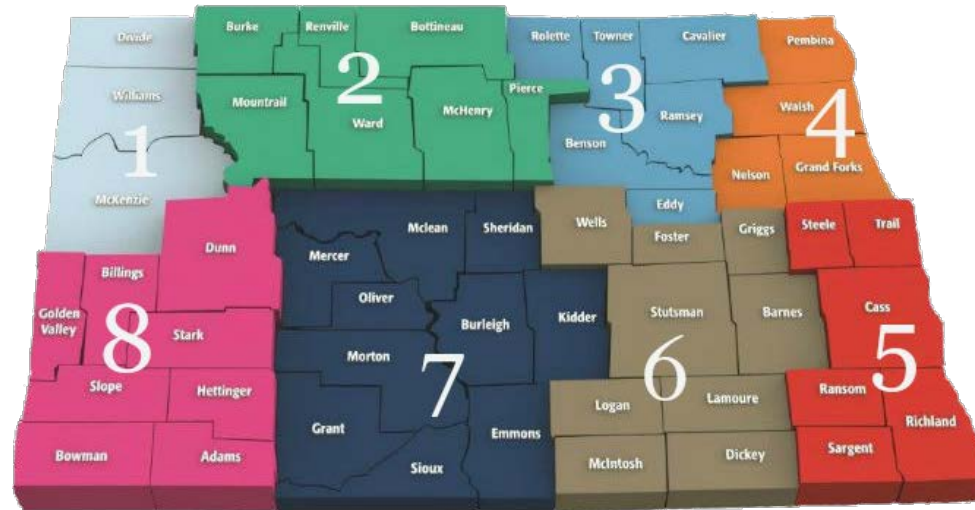 Divide
Williams
1
McKenzie
Burke
Renville
Bottineau
2
Mountrail
Ward
McHenry
Pierce
Rolette
Towner
Cavalier
3
Ramsey
Benson
Eddy
Pembina
Walsh
4
Nelson
Grand Forks
Steele
Trail
Cass
5
Ransom
Richland
Sargent
Wells
Foster
Griggs
Stutsman
Barnes
6
Logan
Lamoure
McIntosh
Dickey
Mclean
Sheridan
Mercer
Oliver
Burleigh
Kidder
Morton
7
Grant
Emmons
Sioux
Dunn
Billings
Golden
Valley
8
Stark
Slope
Hettinger
Bowman
Adams